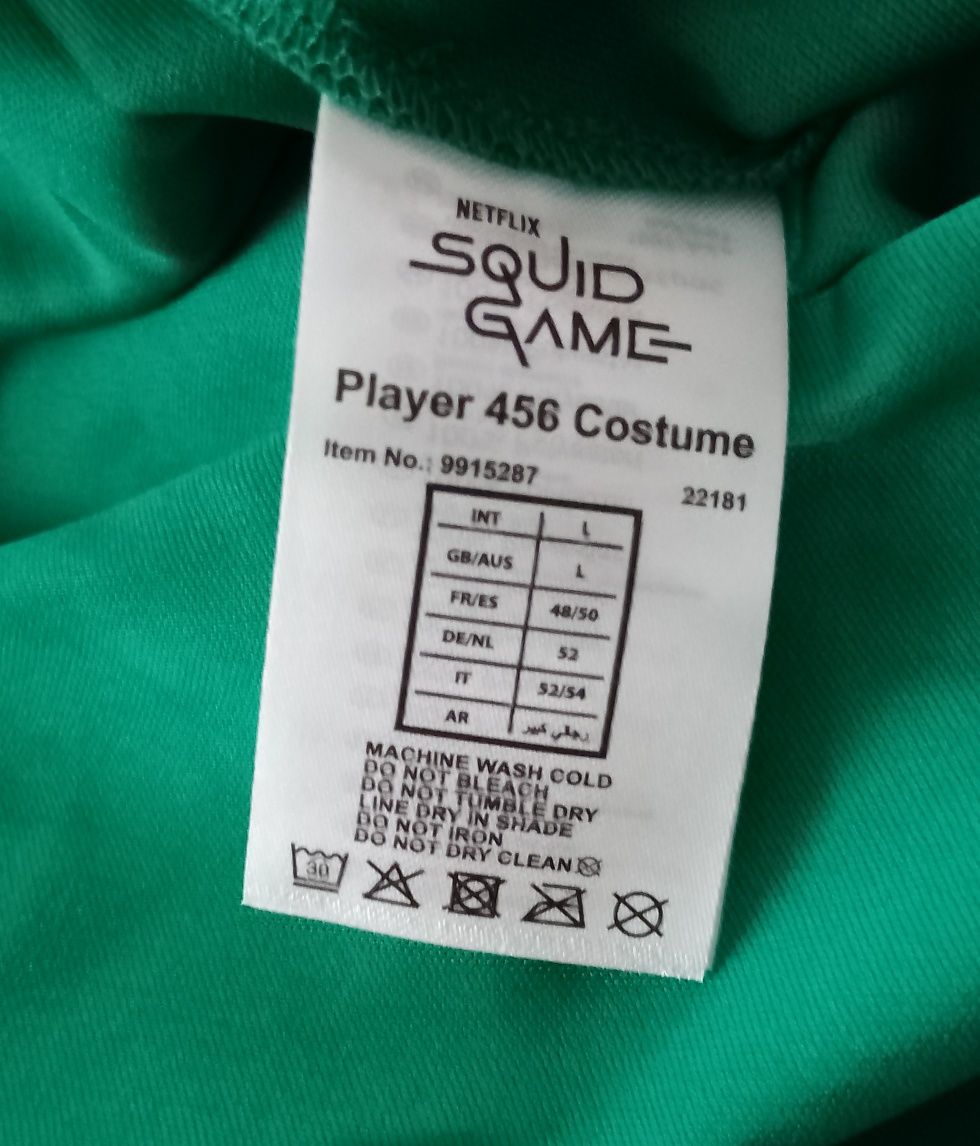 NETFLIX
SQUID
GAME
Player 456 Costume
Item No.: 9915287
22181
INT L
GB/AUS L
FR/ES 48/50
DE/NL 52
IT 52/54
AR رجالي كبير
MACHINE WASH COLD
DO NOT BLEACH
DO NOT TUMBLE DRY
LINE DRY IN SHADE
DO NOT IRON
DO NOT DRY CLEAN
30